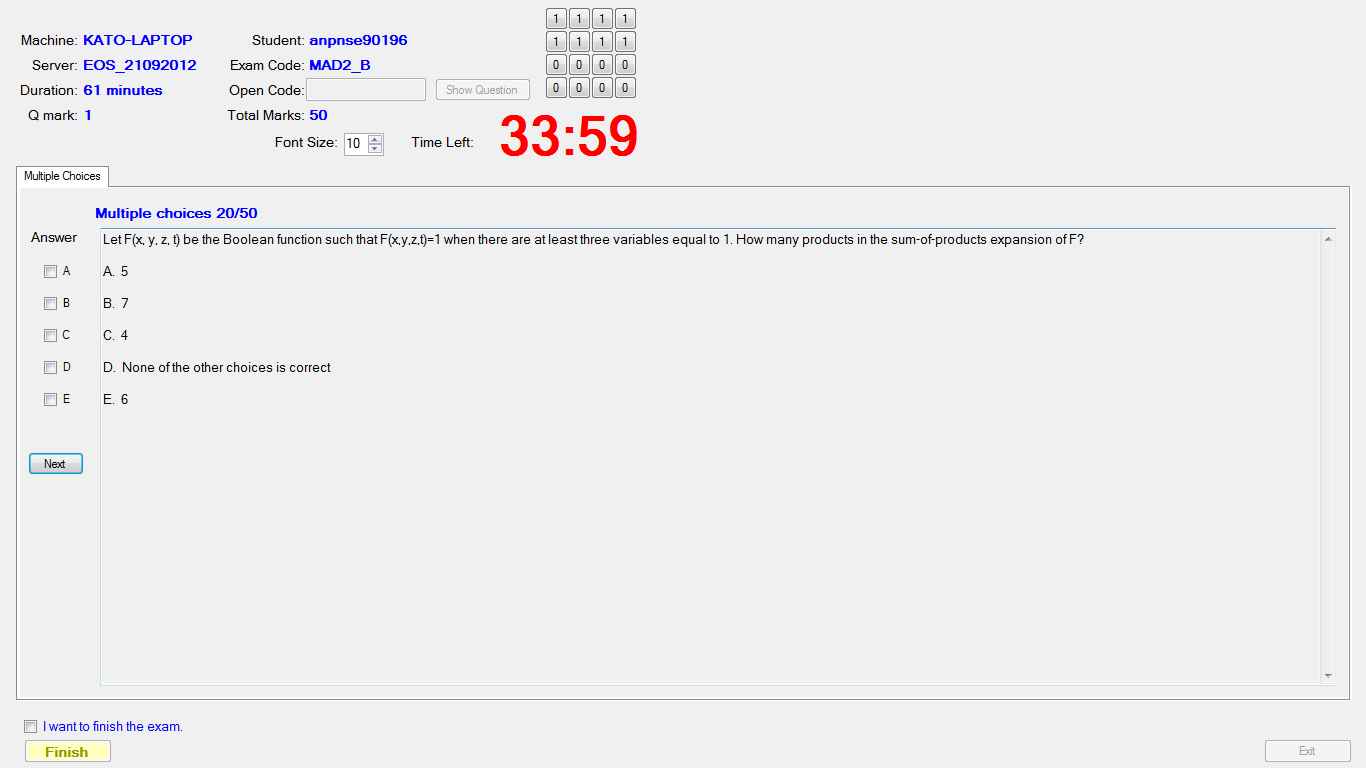 Machine: KATO-LAPTOP Student: anpnse90196
Server: EOS_21092012 Exam Code: MAD2_B
Duration: 61 minutes Open Code: Show Question
Q mark: 1 Total Marks: 50
1 1 1 1
1 1 1 1
0 0 0 0
0 0 0 0
Font Size: 10 Time Left: 33:59
Multiple Choices
Multiple choices 20/50
Answer
Let F(x, y, z, t) be the Boolean function such that F(x,y,z,t)=1 when there are at least three variables equal to 1. How many products in the sum-of-products expansion of F?
A A. 5
B B. 7
C C. 4
D D. None of the other choices is correct
E E. 6
Next
I want to finish the exam.
Finish Exit